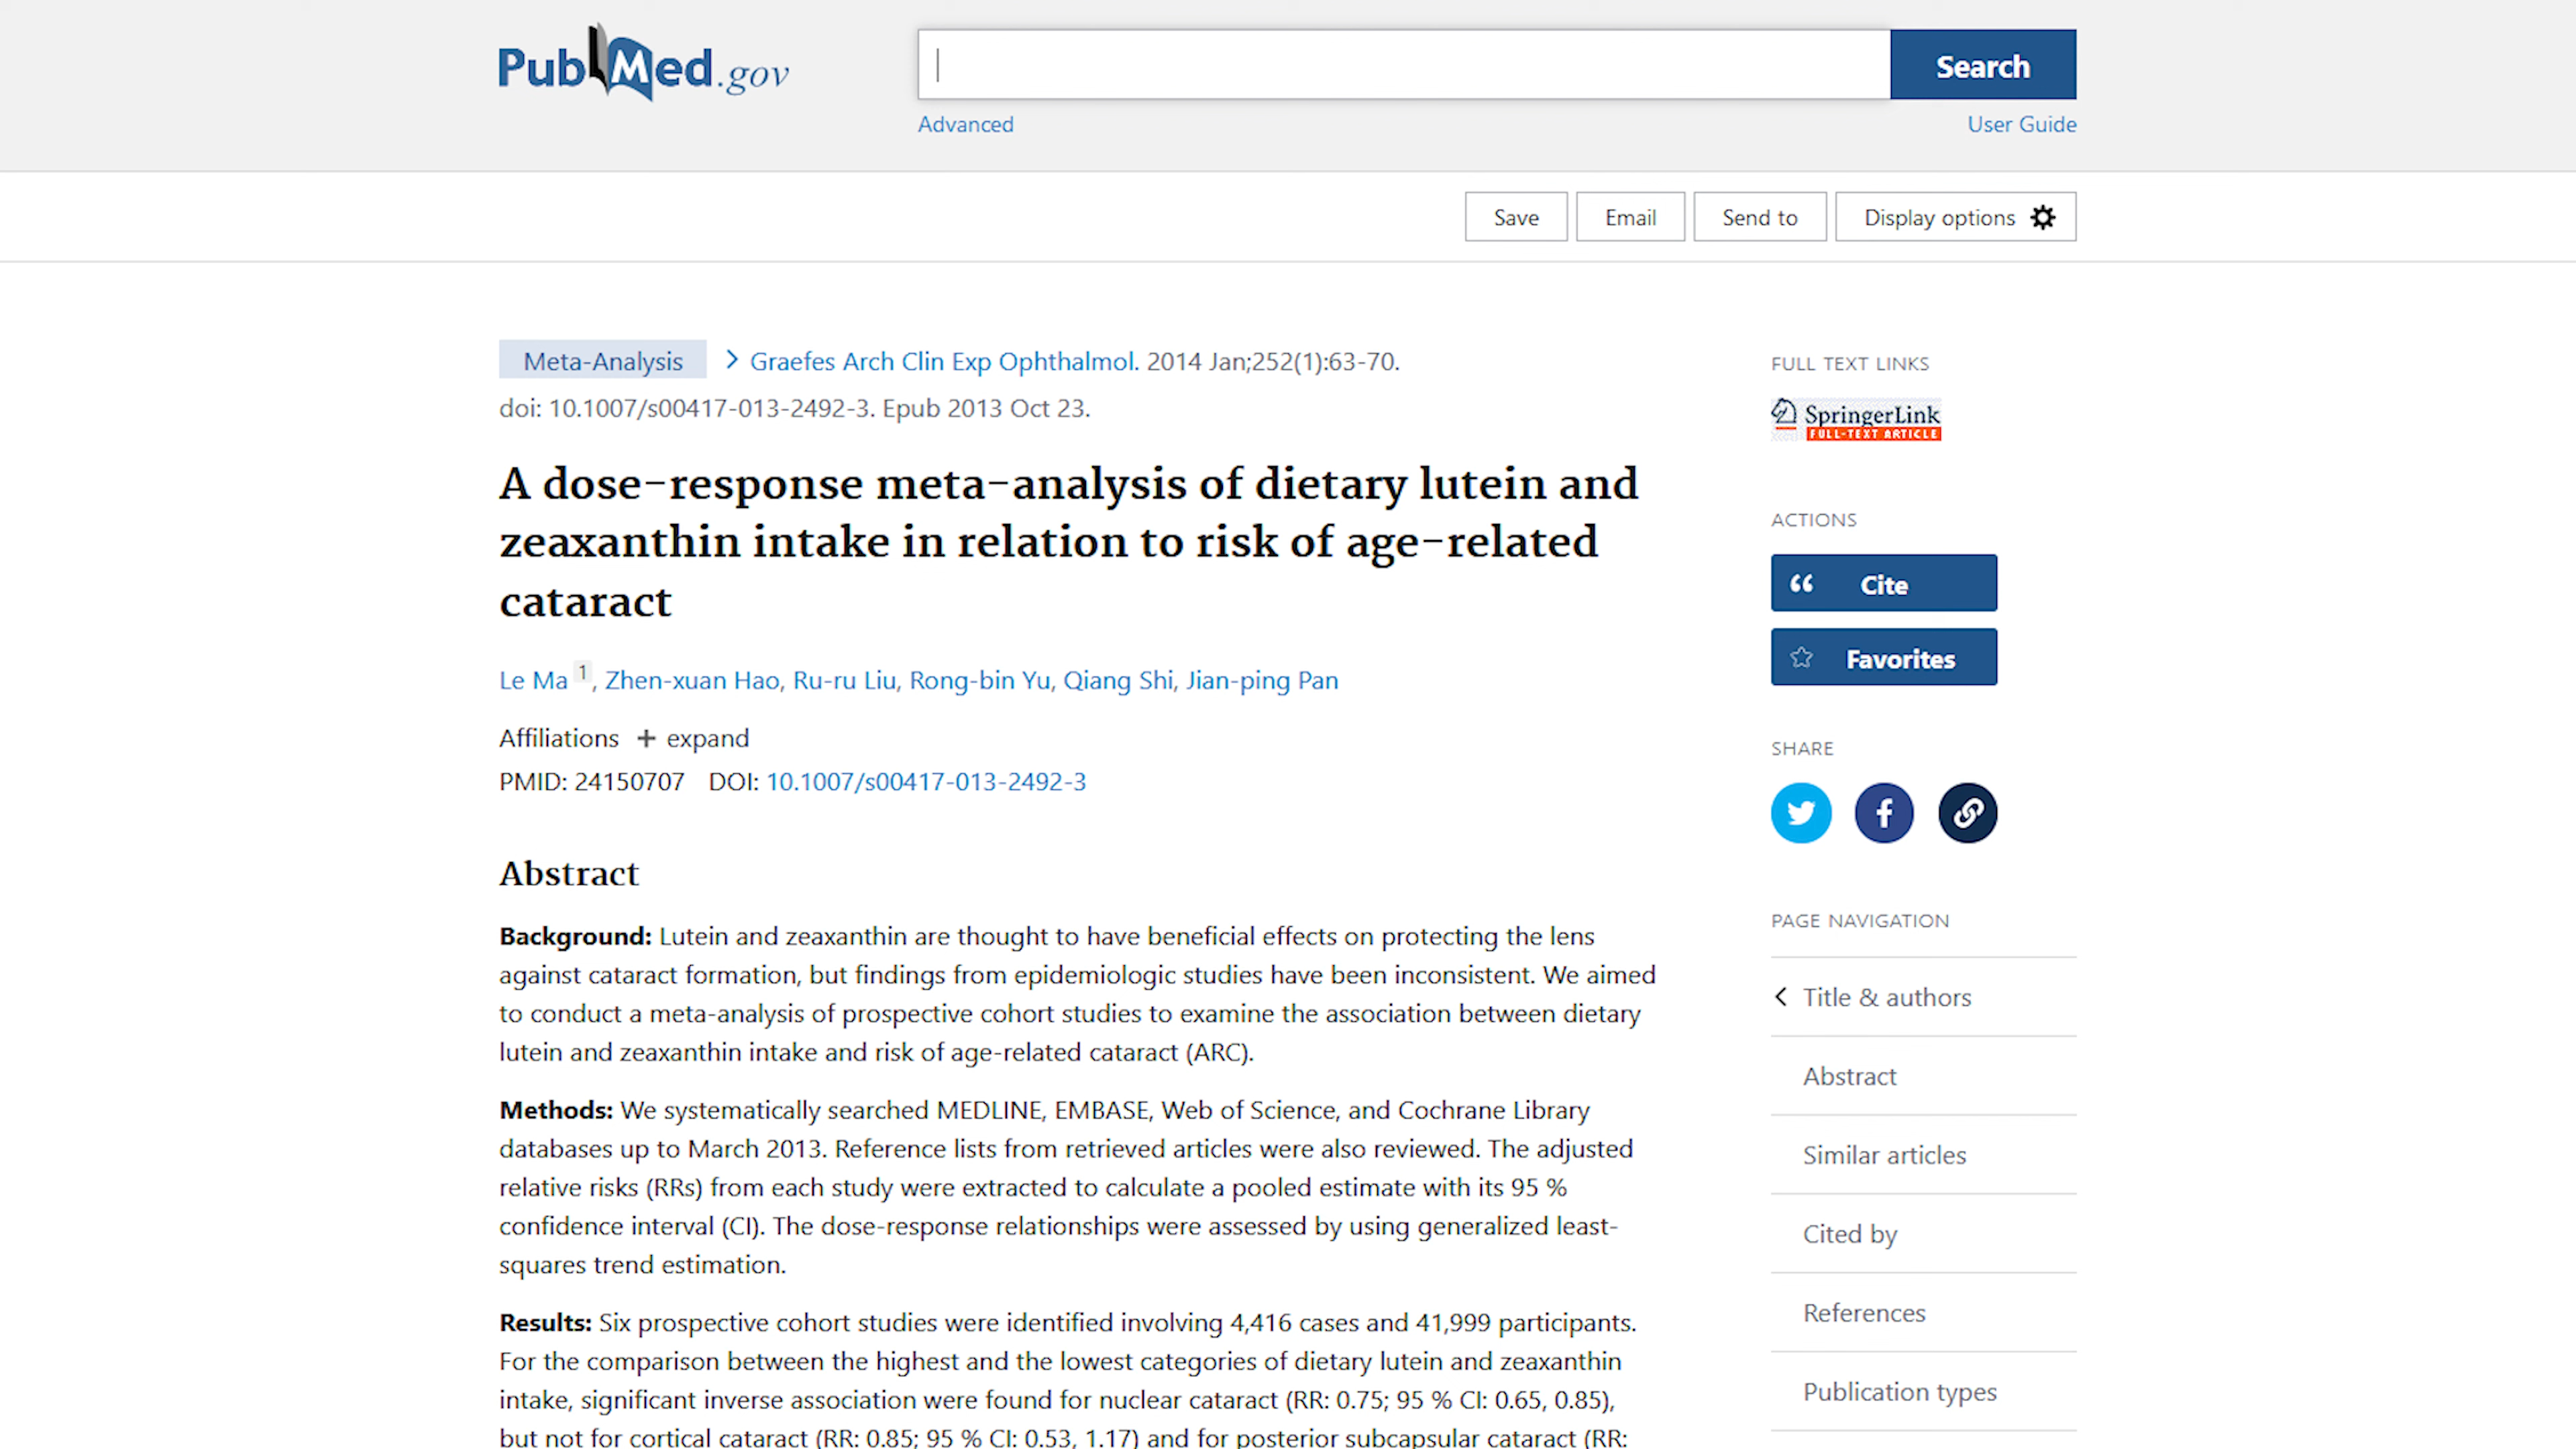 PubMed.gov
Search
Advanced
User Guide
Save
Email
Send to
Display options
Meta-Analysis
Graefes Arch Clin Exp Ophthalmol. 2014 Jan;252(1):63-70.
doi: 10.1007/s00417-013-2492-3. Epub 2013 Oct 23.
A dose-response meta-analysis of dietary lutein and
zeaxanthin intake in relation to risk of age-related
cataract
Le Ma 1, Zhen-xuan Hao, Ru-ru Liu, Rong-bin Yu, Qiang Shi, Jian-ping Pan
Affiliations + expand
PMID: 24150707 DOI: 10.1007/s00417-013-2492-3
Abstract
Background: Lutein and zeaxanthin are thought to have beneficial effects on protecting the lens
against cataract formation, but findings from epidemiologic studies have been inconsistent. We aimed
to conduct a meta-analysis of prospective cohort studies to examine the association between dietary
lutein and zeaxanthin intake and risk of age-related cataract (ARC).
Methods: We systematically searched MEDLINE, EMBASE, Web of Science, and Cochrane Library
databases up to March 2013. Reference lists from retrieved articles were also reviewed. The adjusted
relative risks (RRs) from each study were extracted to calculate a pooled estimate with its 95 %
confidence interval (CI). The dose-response relationships were assessed by using generalized least-
squares trend estimation.
Results: Six prospective cohort studies were identified involving 4,416 cases and 41,999 participants.
For the comparison between the highest and the lowest categories of dietary lutein and zeaxanthin
intake, significant inverse association were found for nuclear cataract (RR: 0.75; 95 % CI: 0.65, 0.85),
but not for cortical cataract (RR: 0.85; 95 % CI: 0.53, 1.17) and for posterior subcapsular cataract (RR:
FULL TEXT LINKS
SpringerLink
FULL-TEXT ARTICLE
ACTIONS
Cite
Favorites
SHARE
PAGE NAVIGATION
Title & authors
Abstract
Similar articles
Cited by
References
Publication types